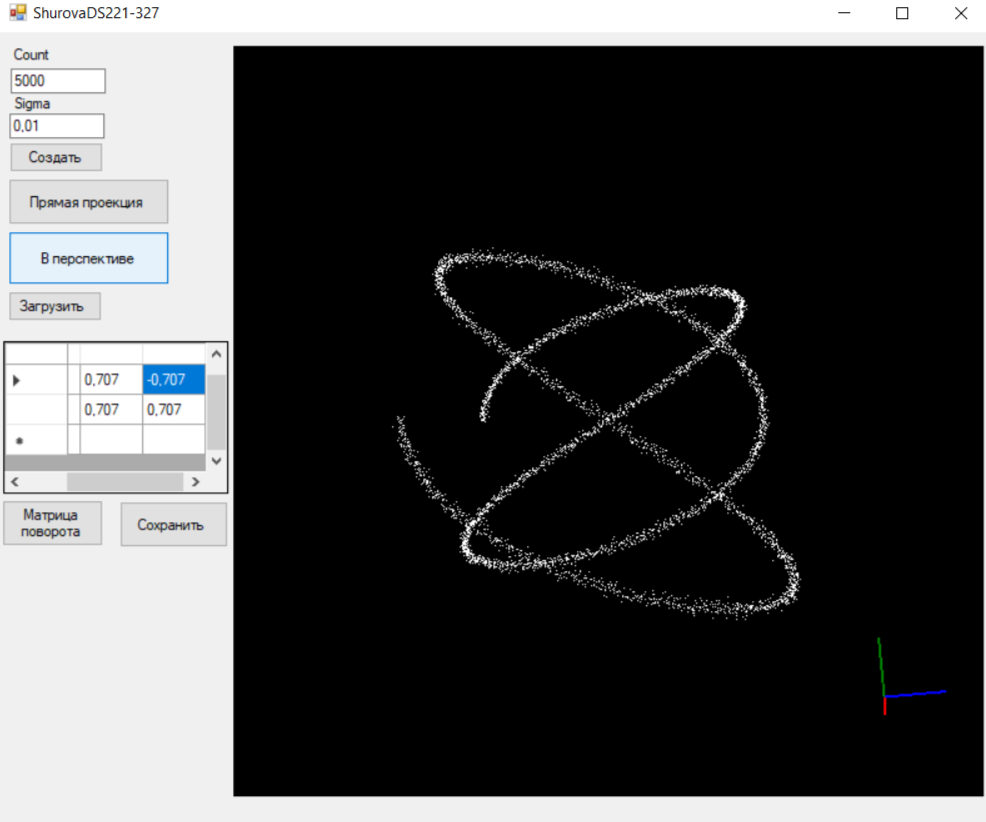 ShurovaDS221-327
Count
5000
Sigma
0,01
Создать
Прямая проекция
В перспективе
Загрузить
0,707 -0,707
0,707 0,707
Матрица
поворота
Сохранить